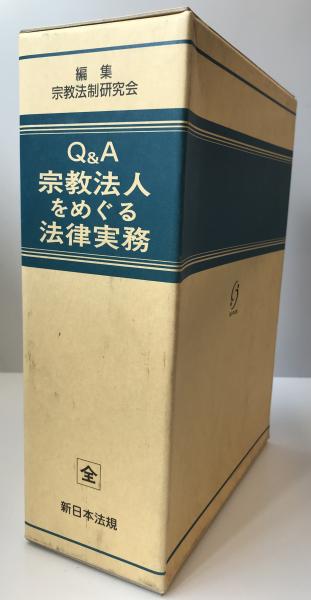 編集
宗教法制研究会
Q&A
宗教法人
をめぐる
法律実務
全
新日本法規